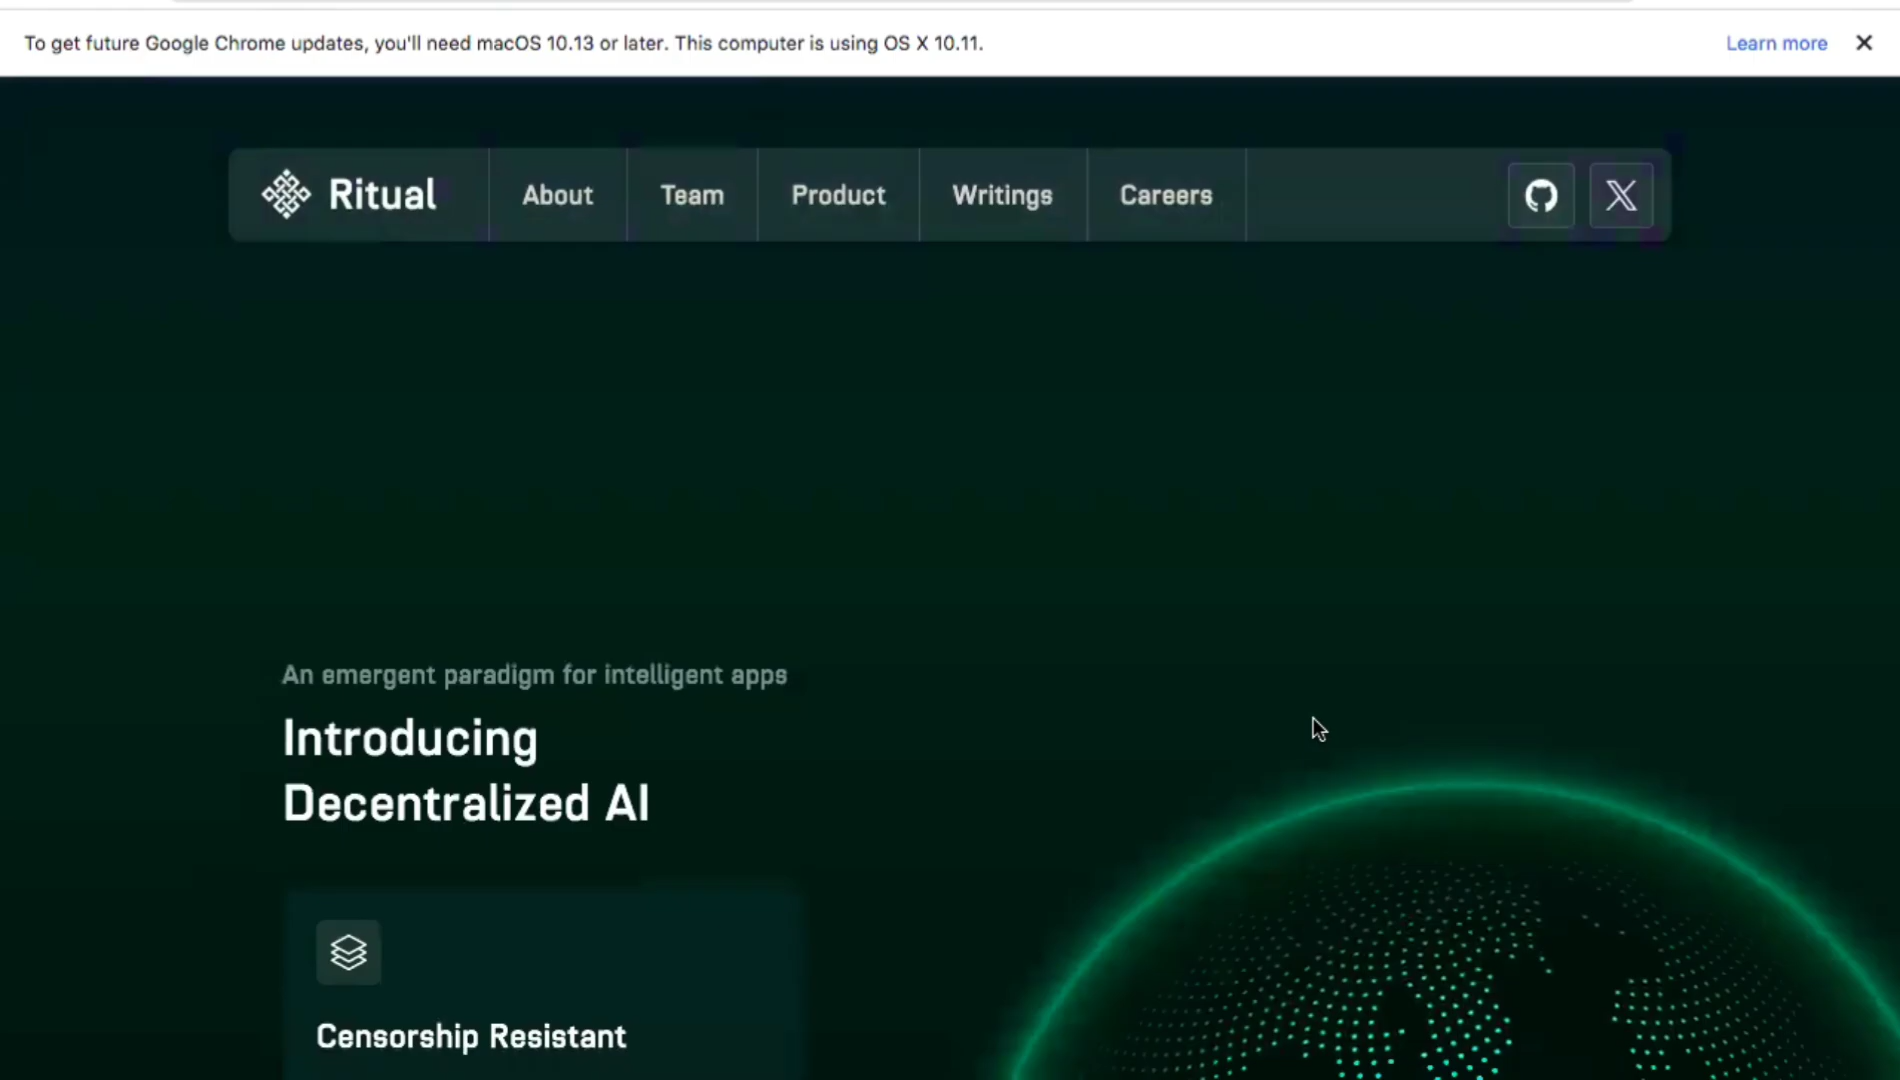 To get future Google Chrome updates, you'll need macOS 10.13 or later. This computer is using OS X 10.11. Learn more
Ritual About Team Product Writings Careers
An emergent paradigm for intelligent apps
Introducing
Decentralized AI
Censorship Resistant